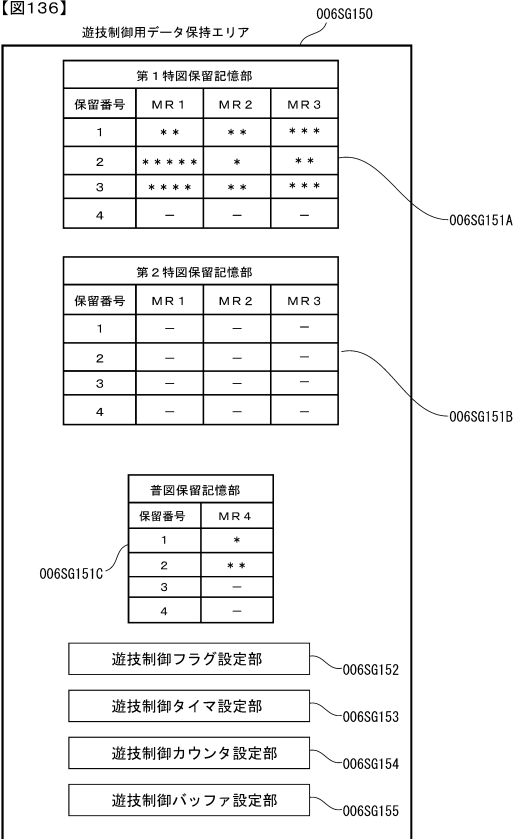 【図136】
006SG150
遊技制御用データ保持エリア
第1特図保留記憶部
保留番号 MR1 MR2 MR3
1 ** ** ***
2 ***** * **
3 **** ** ***
4 − − −
006SG151A
第2特図保留記憶部
保留番号 MR1 MR2 MR3
1 − − −
2 − − −
3 − − −
4 − − −
006SG151B
普図保留記憶部
保留番号 MR4
1 *
2 **
3 −
4 −
006SG151C
遊技制御フラグ設定部
006SG152
遊技制御タイマ設定部
006SG153
遊技制御カウンタ設定部
006SG154
遊技制御バッファ設定部
006SG155